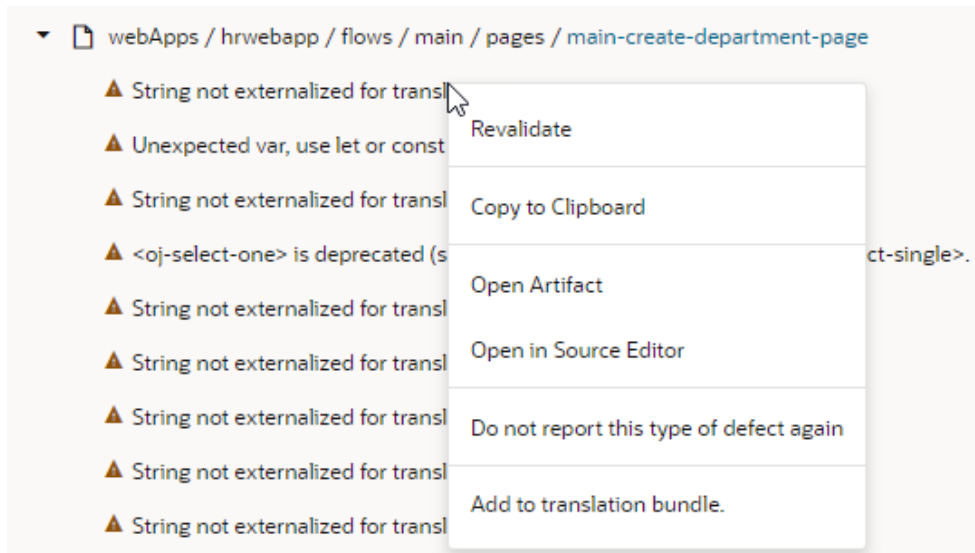 webApps / hrwebapp / flows / main / pages / main-create-department-page
String not externalized for transl
Unexpected var, use let or const
String not externalized for transl
<oj-select-one> is deprecated (s ct-single>.
String not externalized for transl
String not externalized for transl
String not externalized for transl
String not externalized for transl
String not externalized for transl
Revalidate
Copy to Clipboard
Open Artifact
Open in Source Editor
Do not report this type of defect again
Add to translation bundle.